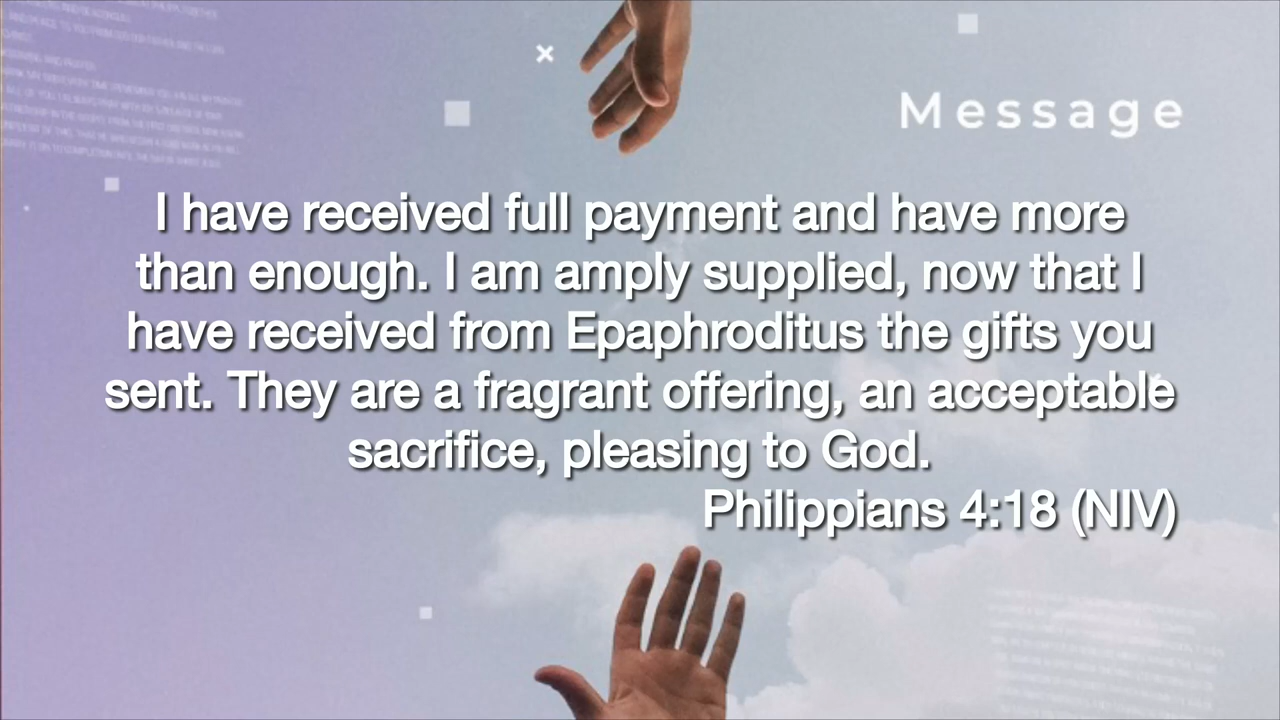 Message
I have received full payment and have more
than enough. I am amply supplied, now that I
have received from Epaphroditus the gifts you
sent. They are a fragrant offering, an acceptable
sacrifice, pleasing to God.
Philippians 4:18 (NIV)